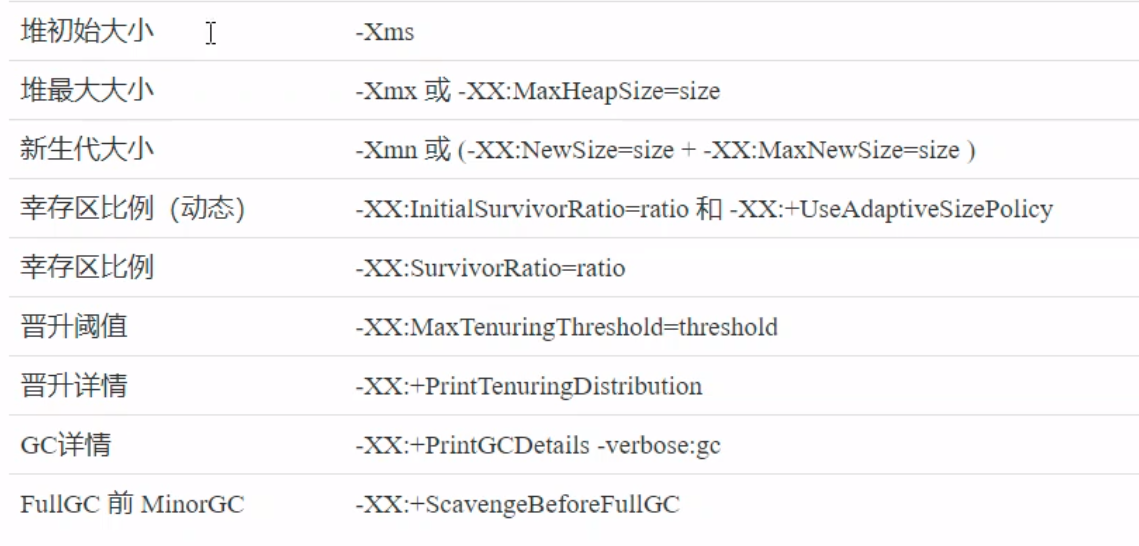 堆初始大小 -Xms
堆最大大小 -Xmx 或 -XX:MaxHeapSize=size
新生代大小 -Xmn 或 (-XX:NewSize=size + -XX:MaxNewSize=size )
幸存区比例（动态） -XX:InitialSurvivorRatio=ratio 和 -XX:+UseAdaptiveSizePolicy
幸存区比例 -XX:SurvivorRatio=ratio
晋升阈值 -XX:MaxTenuringThreshold=threshold
晋升详情 -XX:+PrintTenuringDistribution
GC详情 -XX:+PrintGCDetails -verbose:gc
FullGC 前 MinorGC -XX:+ScavengeBeforeFullGC